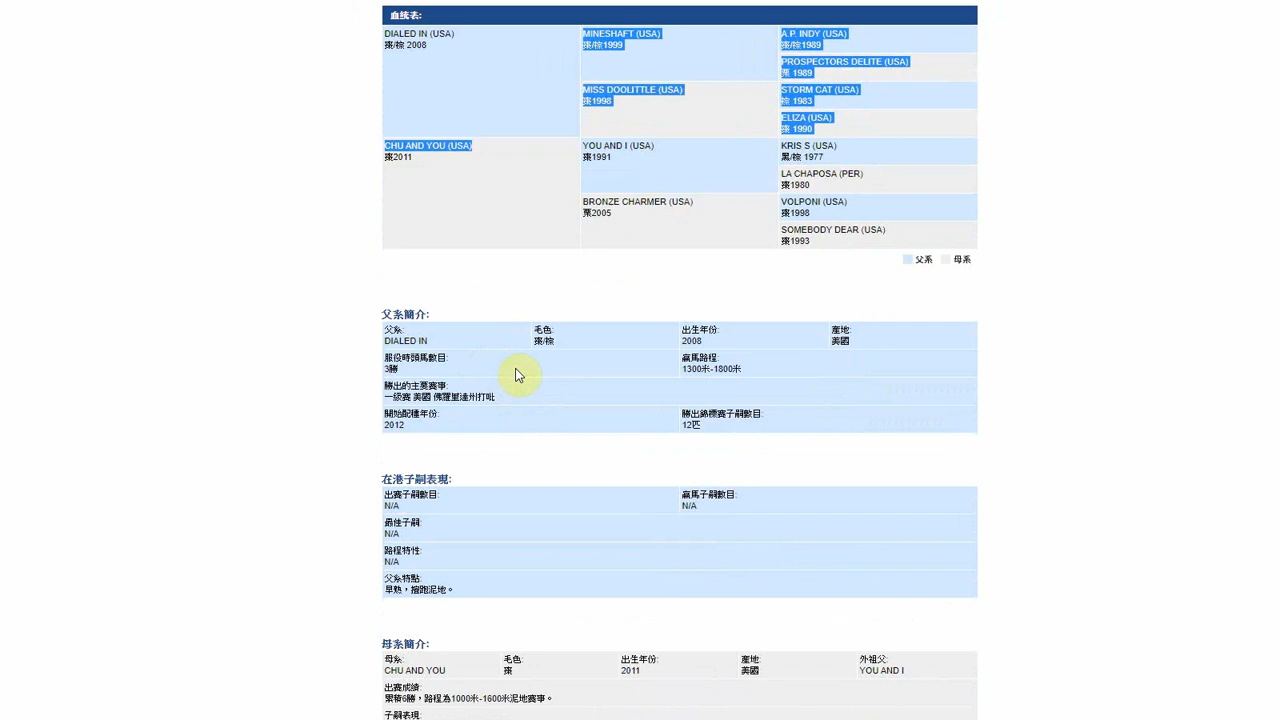 血統表:
DIALED IN (USA)
棗/棕 2008
MINESHAFT (USA)
棗/棕1999
A.P. INDY (USA)
棗/棕1989
PROSPECTORS DELITE (USA)
栗 1989
MISS DOOLITTLE (USA)
棗1998
STORM CAT (USA)
棕 1983
ELIZA (USA)
棗 1990
CHU AND YOU (USA)
棗2011
YOU AND I (USA)
棗1991
KRIS S (USA)
黑/棕 1977
LA CHAPOSA (PER)
棗1980
BRONZE CHARMER (USA)
栗2005
VOLPONI (USA)
棗1998
SOMEBODY DEAR (USA)
棗1993
父系 母系
父系簡介:
父系: 毛色: 出生年份: 產地:
DIALED IN 棗/棕 2008 美國
服役時頭馬數目: 贏馬路程:
3勝 1300米-1800米
勝出的主要賽事:
一級賽 美國 佛羅里達州打吡
開始配種年份: 勝出錦標賽子嗣數目:
2012 12匹
在港子嗣表現:
出賽子嗣數目: 贏馬子嗣數目:
N/A N/A
最佳子嗣:
N/A
路程特性:
N/A
父系特點:
早熟，擅跑泥地。
母系簡介:
母系: 毛色: 出生年份: 產地: 外祖父:
CHU AND YOU 棗 2011 美國 YOU AND I
出賽成績:
累積6勝，路程為1000米-1600米泥地賽事。
子嗣表現: